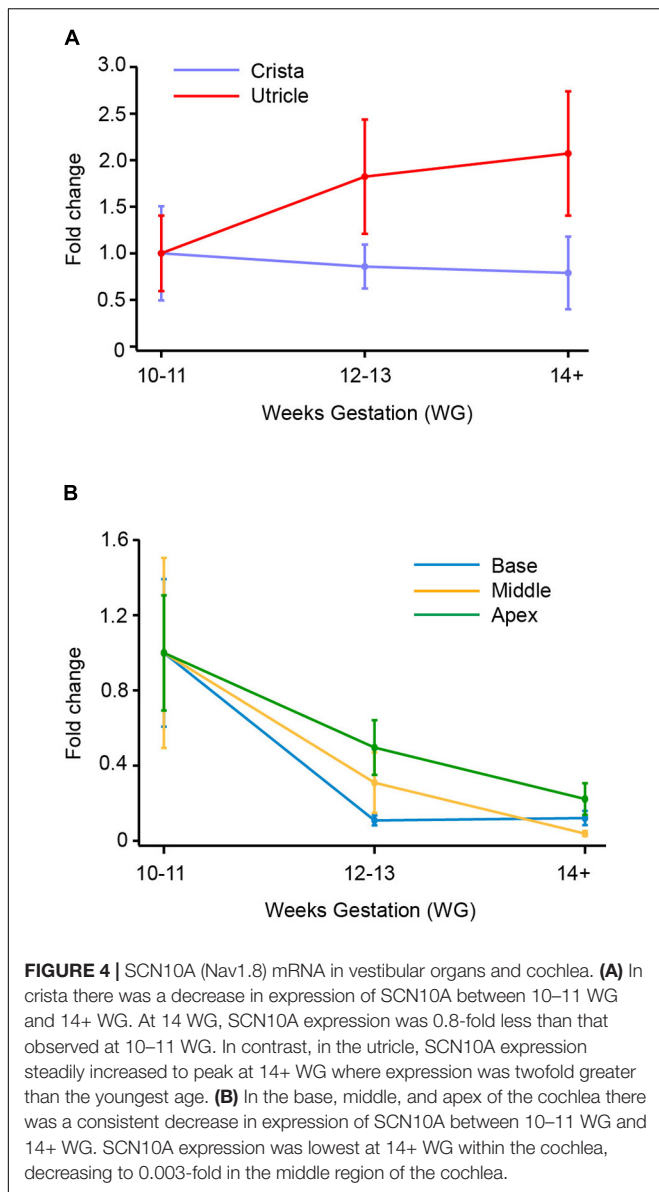 A
3.0
2.5
2.0
1.5
1.0
0.5
0
Fold change
Crista
Utricle
10-11
12-13
14+
Weeks Gestation (WG)
B
1.6
1.2
0.8
0.4
0
Fold change
Base
Middle
Apex
10-11
12-13
14+
Weeks Gestation (WG)
FIGURE 4 | SCN10A (Nav1.8) mRNA in vestibular organs and cochlea. (A) In
crista there was a decrease in expression of SCN10A between 10–11 WG
and 14+ WG. At 14 WG, SCN10A expression was 0.8-fold less than that
observed at 10–11 WG. In contrast, in the utricle, SCN10A expression
steadily increased to peak at 14+ WG where expression was twofold greater
than the youngest age. (B) In the base, middle, and apex of the cochlea there
was a consistent decrease in expression of SCN10A between 10–11 WG and
14+ WG. SCN10A expression was lowest at 14+ WG within the cochlea,
decreasing to 0.003-fold in the middle region of the cochlea.